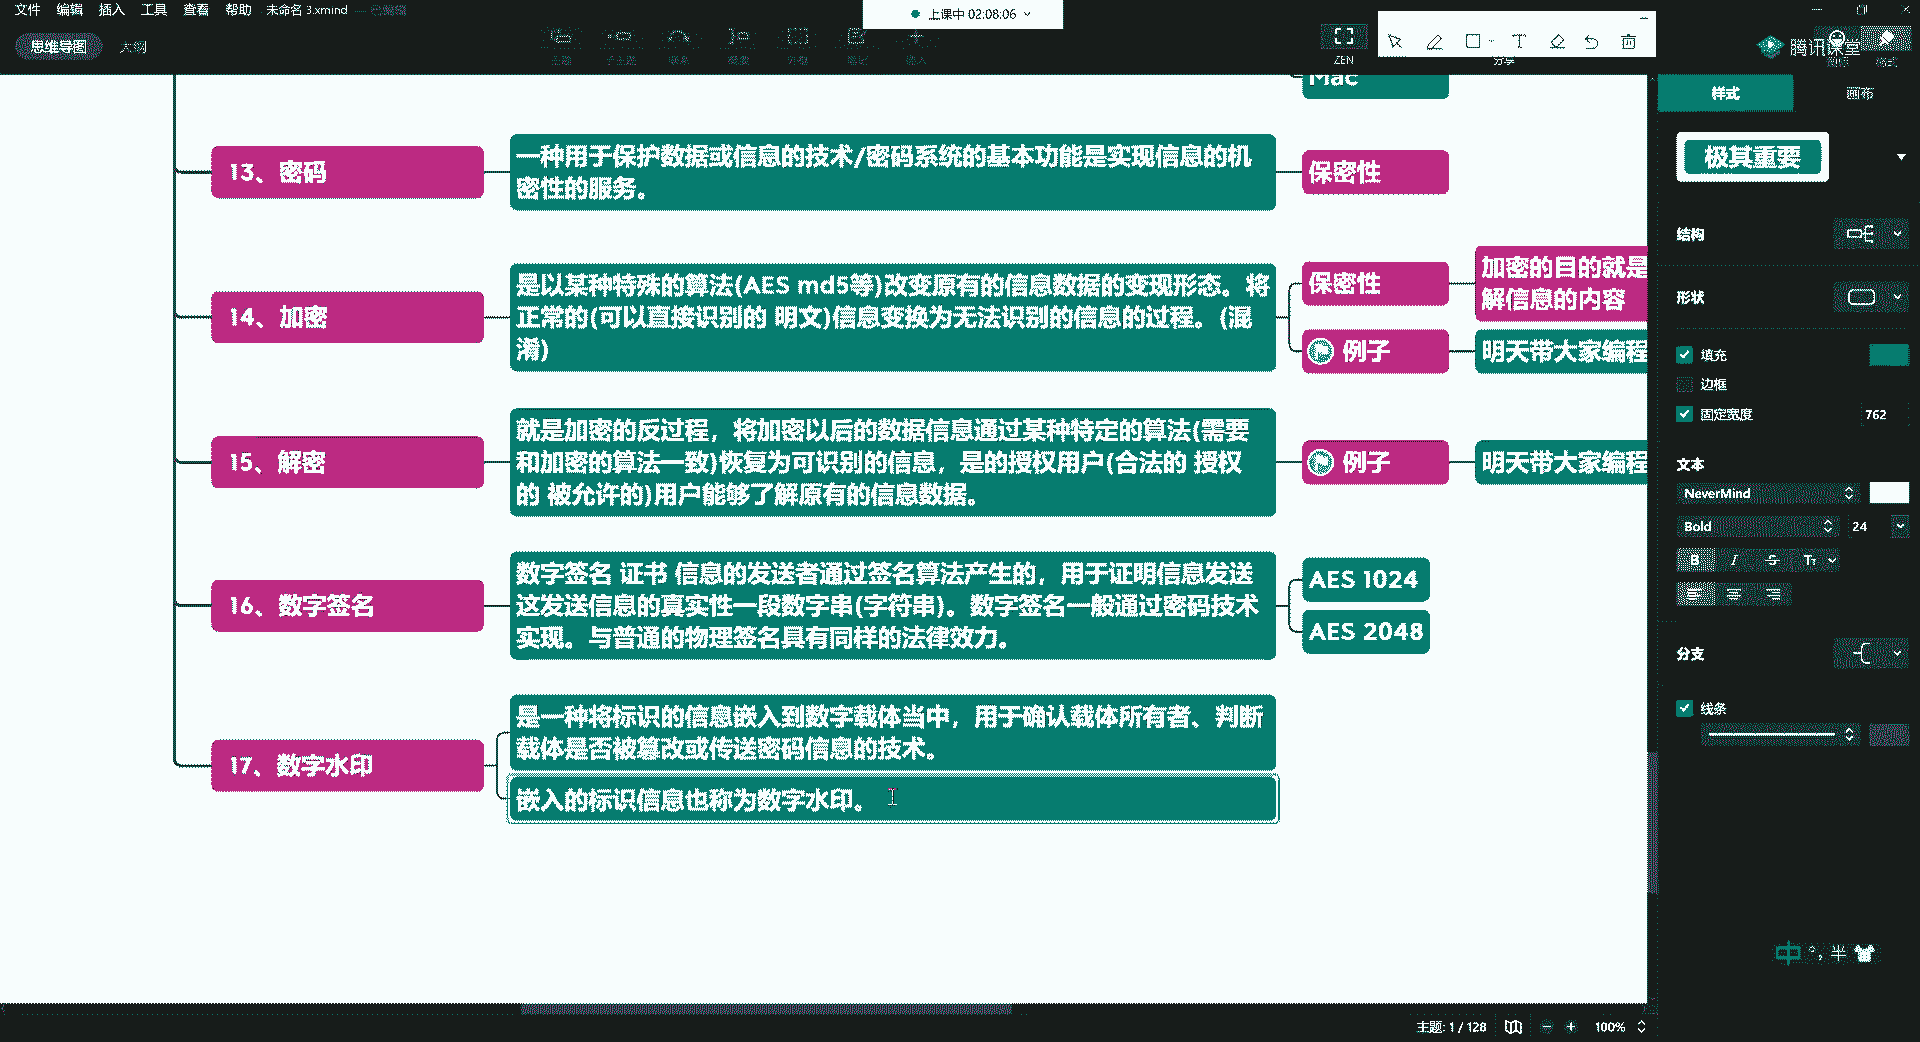 文件 编辑 插入 工具 查看 帮助 未命名 3.xmind — 已编辑
上课中 02:08:06
思维导图 大纲
主题 子主题 联系 概要 外框 笔记 插入
ZEN 分享
腾讯课堂
图标 格式
样式 画布
Mac
13、密码
一种用于保护数据或信息的技术/密码系统的基本功能是实现信息的机
密性的服务。
保密性
14、加密
是以某种特殊的算法(AES md5等)改变原有的信息数据的变现形态。将
正常的(可以直接识别的 明文)信息变换为无法识别的信息的过程。(混
淆)
保密性
加密的目的就是
解信息的内容
例子
明天带大家编程
15、解密
就是加密的反过程，将加密以后的数据信息通过某种特定的算法(需要
和加密的算法一致)恢复为可识别的信息，是的授权用户(合法的 授权
的 被允许的)用户能够了解原有的信息数据。
例子
明天带大家编程
16、数字签名
数字签名 证书 信息的发送者通过签名算法产生的，用于证明信息发送
这发送信息的真实性一段数字串(字符串)。数字签名一般通过密码技术
实现。与普通的物理签名具有同样的法律效力。
AES 1024
AES 2048
17、数字水印
是一种将标识的信息嵌入到数字载体当中，用于确认载体所有者、判断
载体是否被篡改或传送密码信息的技术。
嵌入的标识信息也称为数字水印。
极其重要
结构
形状
填充
边框
固定宽度 762
文本
NeverMind
Bold 24
B I S Tт
分支
线条
中 °, 半
主题: 1 / 128 100%